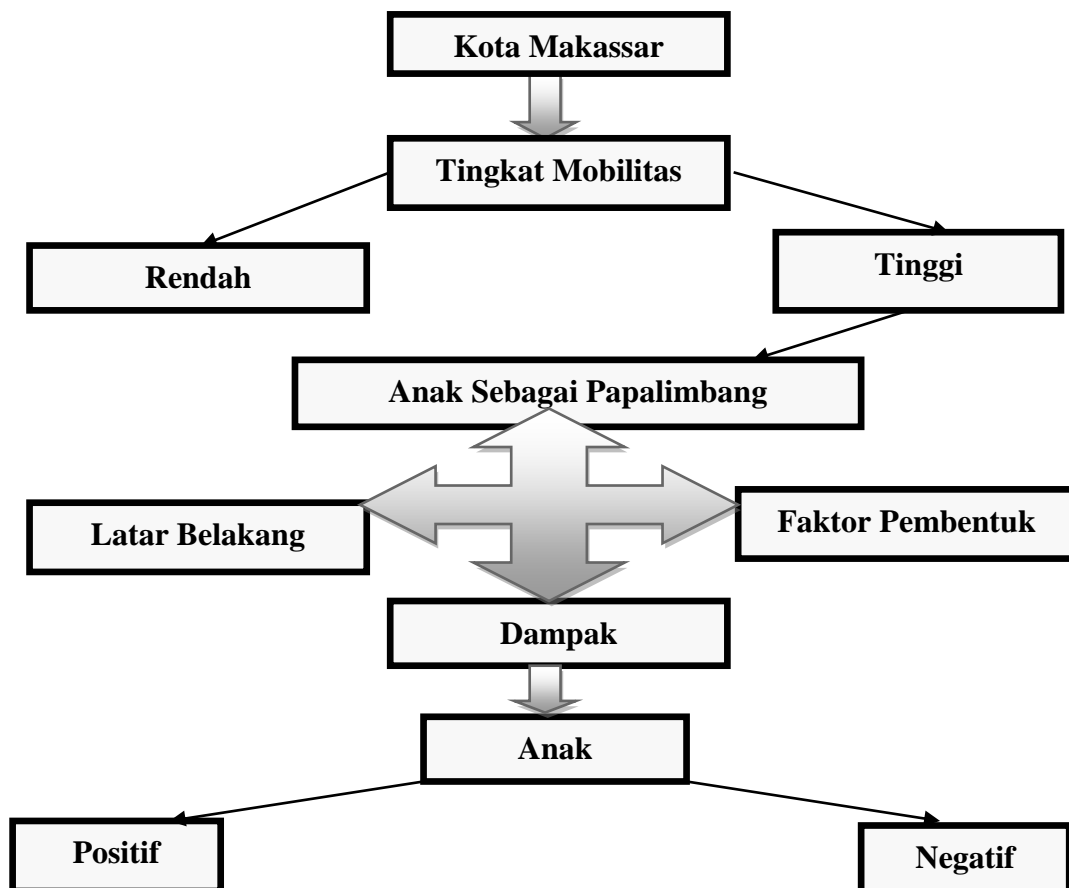 Kota Makassar
Tingkat Mobilitas
Rendah
Tinggi
Anak Sebagai Papalimbang
Latar Belakang
Faktor Pembentuk
Dampak
Anak
Positif
Negatif